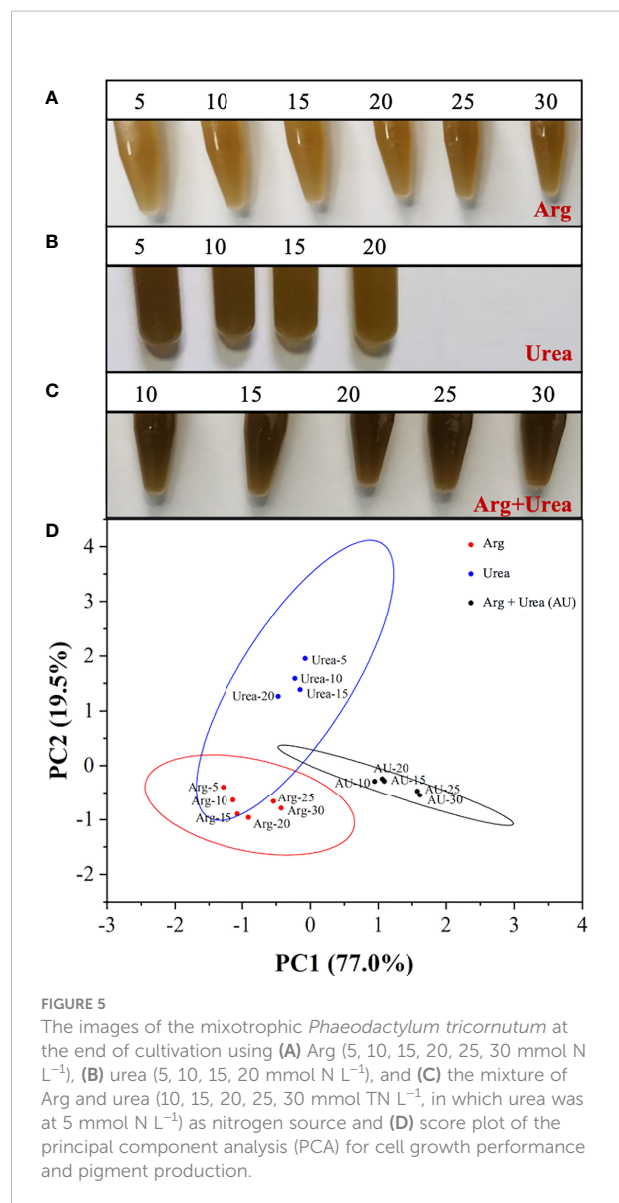 A
5 10 15 20 25 30
Arg
B
5 10 15 20
Urea
C
10 15 20 25 30
Arg+Urea
D
Arg
Urea
Arg + Urea (AU)
4
3
2
1
0
-1
-2
PC2 (19.5%)
Urea-5
Urea-10
Urea-15
Urea-20
AU-20
AU-10
AU-15
AU-25
AU-30
Arg-5
Arg-10
Arg-15
Arg-20
Arg-25
Arg-30
-3 -2 -1 0 1 2 3 4
PC1 (77.0%)
FIGURE 5
The images of the mixotrophic Phaeodactylum tricornutum at
the end of cultivation using (A) Arg (5, 10, 15, 20, 25, 30 mmol N
L⁻¹), (B) urea (5, 10, 15, 20 mmol N L⁻¹), and (C) the mixture of
Arg and urea (10, 15, 20, 25, 30 mmol TN L⁻¹, in which urea was
at 5 mmol N L⁻¹) as nitrogen source and (D) score plot of the
principal component analysis (PCA) for cell growth performance
and pigment production.